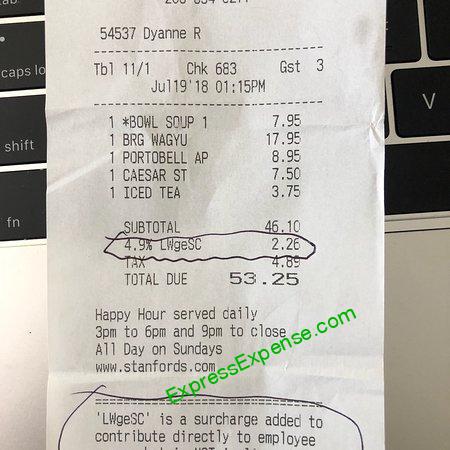 54537 Dyanne R
Tbl 11/1 Chk 683 Gst 3
Jul19'18 01:15PM
1 *BOWL SOUP 1 7.95
1 BRG WAGYU 17.95
1 PORTOBELL AP 8.95
1 CAESAR ST 7.50
1 ICED TEA 3.75
SUBTOTAL 46.10
4.9% LWgeSC 2.26
TAX 4.89
TOTAL DUE 53.25
Happy Hour served daily
3pm to 6pm and 9pm to close
All Day on Sundays
www.stanfords.com
ExpressExpense.com
'LWgeSC' is a surcharge added to
contribute directly to employee
caps lo
shift
fn
V